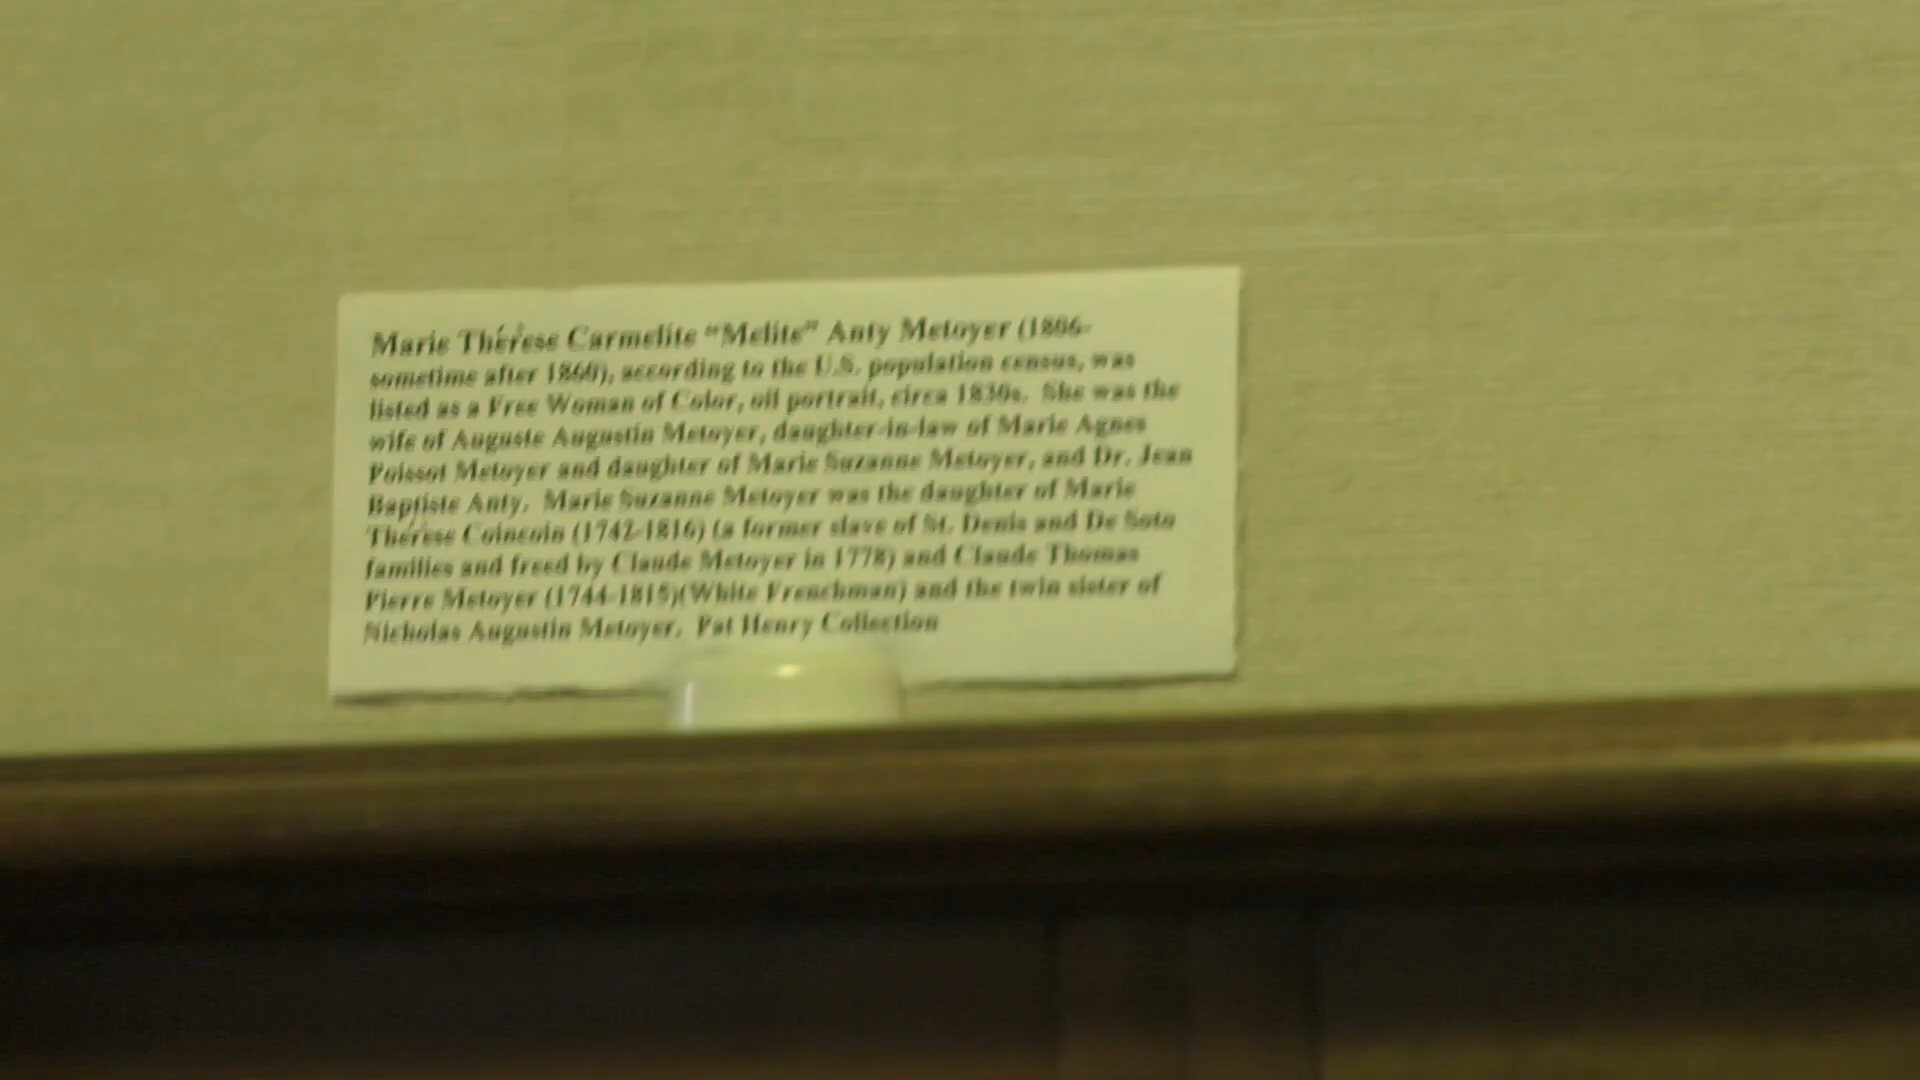 Marie Thérèse Carmelite “Melite” Anty Metoyer (1806-
sometime after 1860), according to the U.S. population census, was
listed as a Free Woman of Color, oil portrait, circa 1830s. She was the
wife of Auguste Augustin Metoyer, daughter-in-law of Marie Agnes
Poissot Metoyer and daughter of Marie Suzanne Metoyer, and Dr. Jean
Baptiste Anty. Marie Suzanne Metoyer was the daughter of Marie
Thérèse Coincoin (1742-1816) (a former slave of St. Denis and De Soto
families and freed by Claude Metoyer in 1778) and Claude Thomas
Pierre Metoyer (1744-1815)(White Frenchman) and the twin sister of
Nicholas Augustin Metoyer. Pat Henry Collection